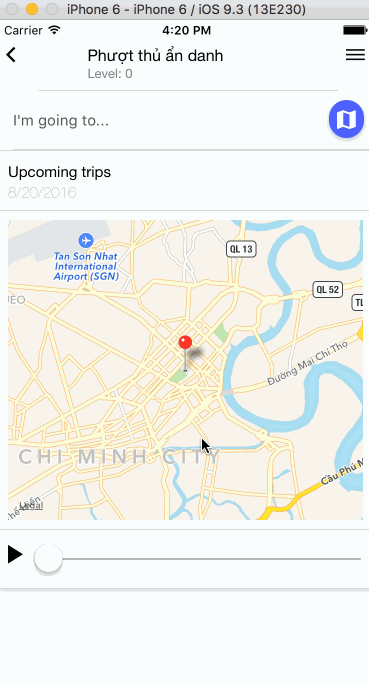 iPhone 6 - iPhone 6 / iOS 9.3 (13E230)
Carrier 4:20 PM
Phượt thủ ẩn danh
Level: 0
I'm going to...
Upcoming trips
8/20/2016
QL 13
Tan Son Nhat
International
Airport (SGN)
QL 52
TL
Đường Mai Chí Thọ
CHI MINH CITY
Cầu Phú M
Legal